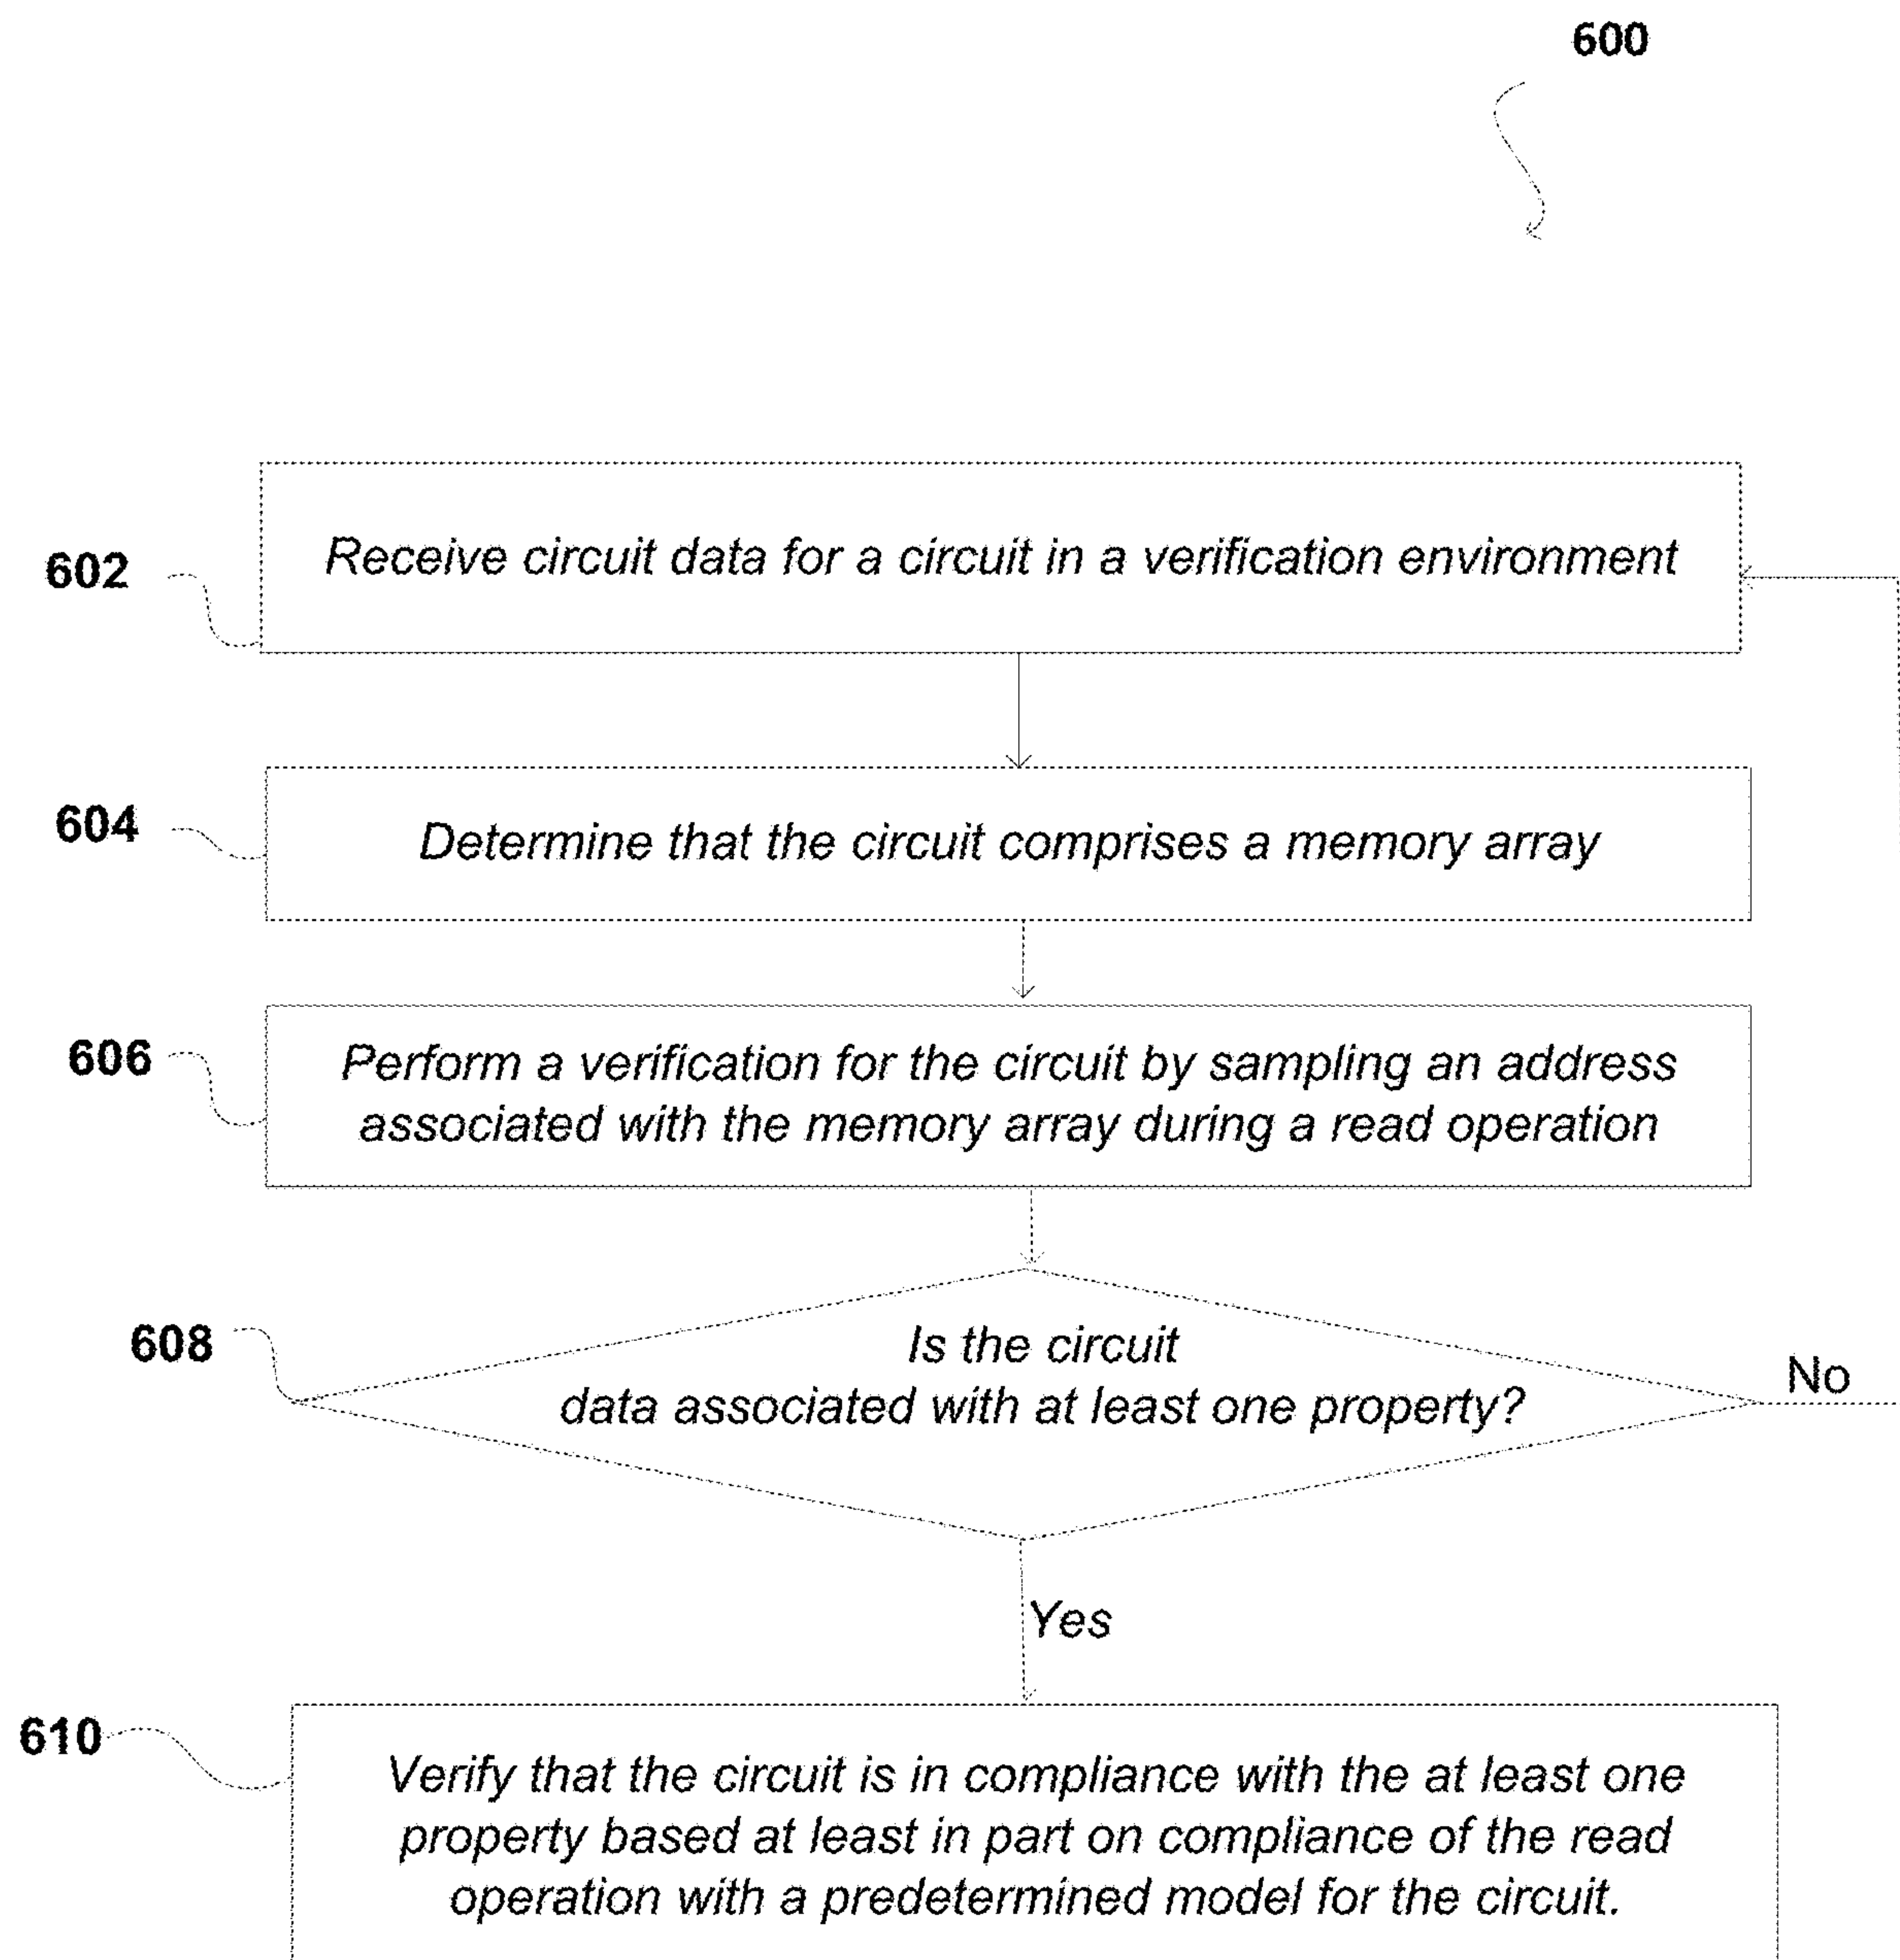 600
602
Receive circuit data for a circuit in a verification environment
604
Determine that the circuit comprises a memory array
606
Perform a verification for the circuit by sampling an address
associated with the memory array during a read operation
608
Is the circuit
data associated with at least one property?
No
Yes
610
Verify that the circuit is in compliance with the at least one
property based at least in part on compliance of the read
operation with a predetermined model for the circuit.